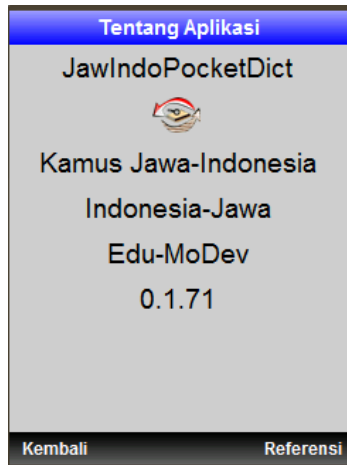 Tentang Aplikasi
JawIndoPocketDict
Kamus Jawa-Indonesia
Indonesia-Jawa
Edu-MoDev
0.1.71
Kembali Referensi